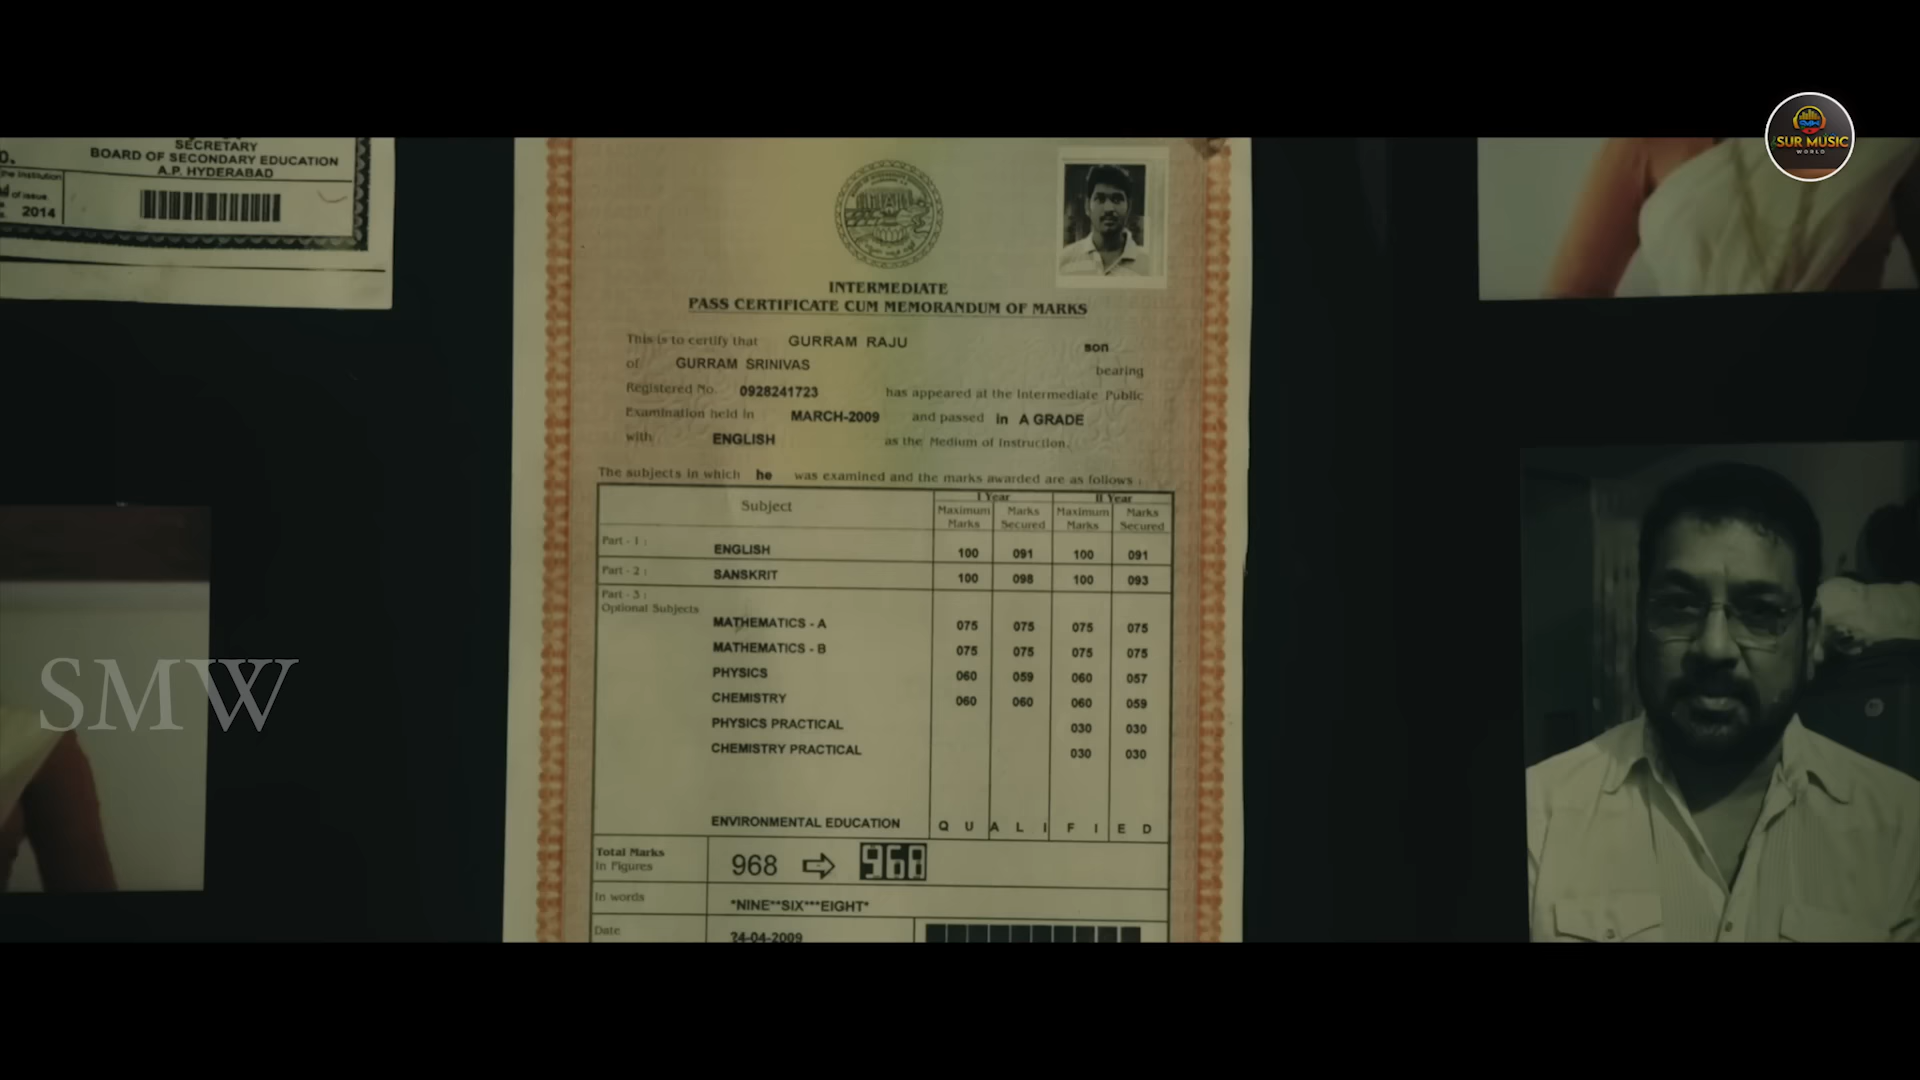 SUR MUSIC
WORLD
SECRETARY
BOARD OF SECONDARY EDUCATION
A.P. HYDERABAD
of issue
2014
INTERMEDIATE
PASS CERTIFICATE CUM MEMORANDUM OF MARKS
This is to certify that GURRAM RAJU son
of GURRAM SRINIVAS bearing
Registered No. 0928241723 has appeared at the Intermediate Public
Examination held in MARCH-2009 and passed in A GRADE
with ENGLISH as the Medium of Instruction.
The subjects in which he was examined and the marks awarded are as follows :
Subject I Year II Year
Maximum Marks Marks Secured Maximum Marks Marks Secured
Part - 1 : ENGLISH 100 091 100 091
Part - 2 : SANSKRIT 100 098 100 093
Part - 3 :
Optional Subjects
MATHEMATICS - A 075 075 075 075
MATHEMATICS - B 075 075 075 075
PHYSICS 060 059 060 057
CHEMISTRY 060 060 060 059
PHYSICS PRACTICAL 030 030
CHEMISTRY PRACTICAL 030 030
ENVIRONMENTAL EDUCATION QUALIFIED
Total Marks
In Figures 968 968
In words *NINE**SIX***EIGHT*
Date 24-04-2009
SMW